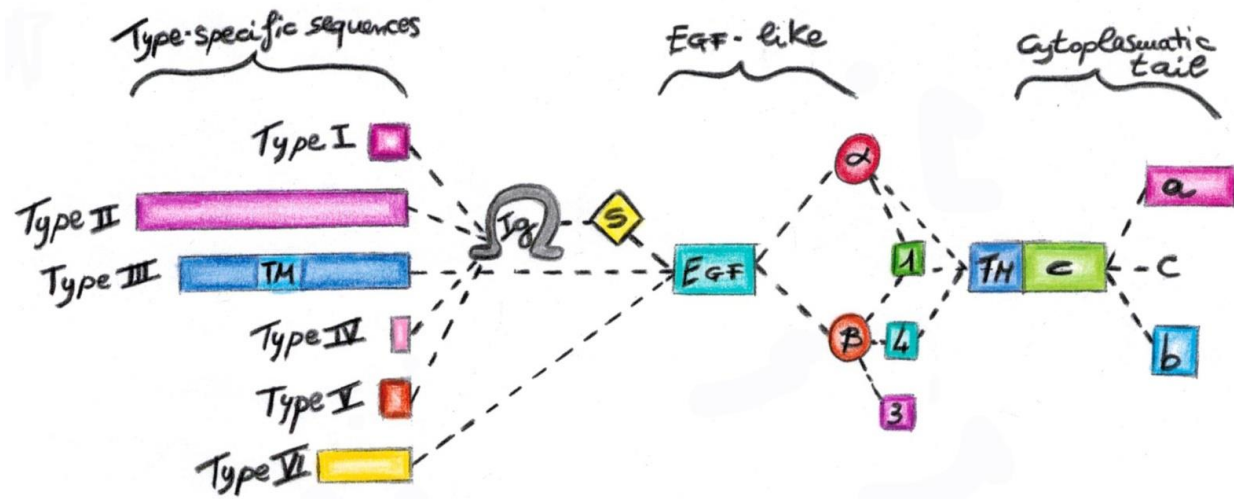 Type-specific sequences
EGF-like
Cytoplasmatic
tail
Type I
α
a
Type II
Ig
S
Type III
TM
EGF
1
TM
c
C
Type IV
β
4
b
Type V
3
Type VI